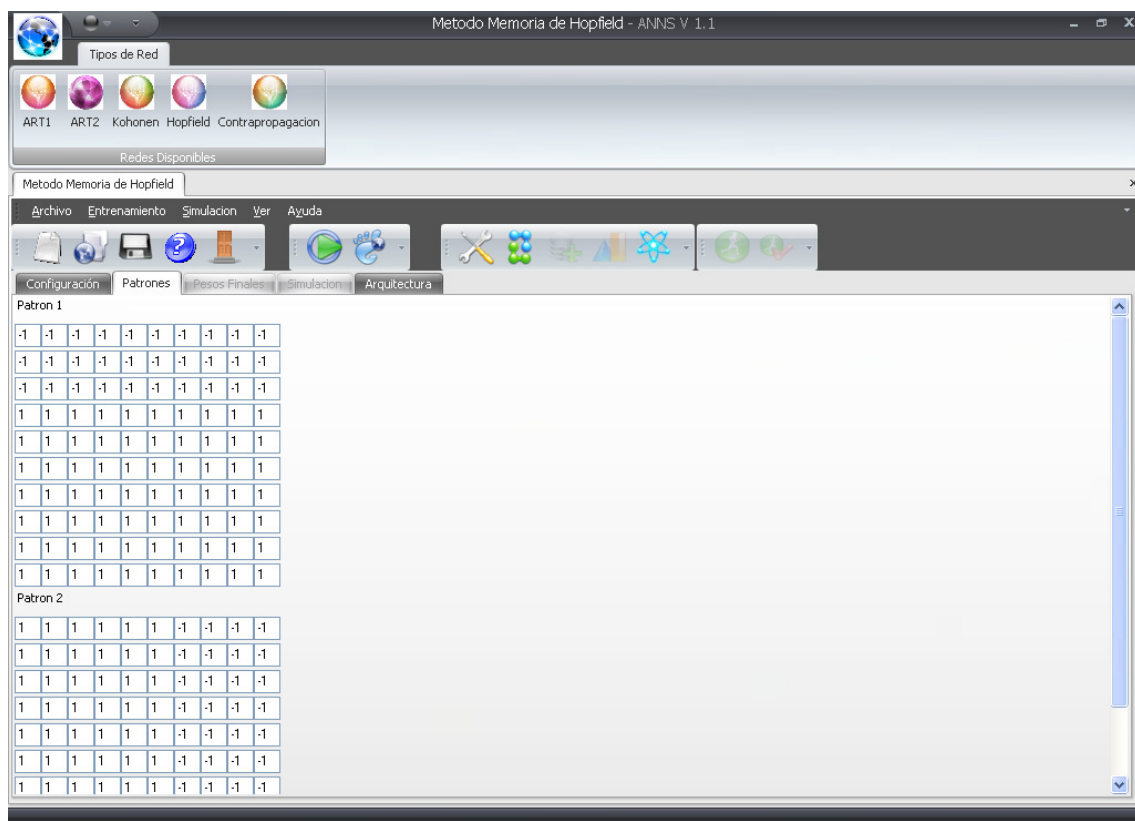 Metodo Memoria de Hopfield - ANNS V 1.1
Tipos de Red
ART1 ART2 Kohonen Hopfield Contrapropagacion
Redes Disponibles
Metodo Memoria de Hopfield
Archivo Entrenamiento Simulacion Ver Ayuda
Configuración Patrones Pesos Finales Simulacion Arquitectura
Patron 1
-1 -1 -1 -1 -1 -1 -1 -1 -1 -1
-1 -1 -1 -1 -1 -1 -1 -1 -1 -1
-1 -1 -1 -1 -1 -1 -1 -1 -1 -1
1 1 1 1 1 1 1 1 1 1
1 1 1 1 1 1 1 1 1 1
1 1 1 1 1 1 1 1 1 1
1 1 1 1 1 1 1 1 1 1
1 1 1 1 1 1 1 1 1 1
1 1 1 1 1 1 1 1 1 1
1 1 1 1 1 1 1 1 1 1
Patron 2
1 1 1 1 1 1 -1 -1 -1 -1
1 1 1 1 1 1 -1 -1 -1 -1
1 1 1 1 1 1 -1 -1 -1 -1
1 1 1 1 1 1 -1 -1 -1 -1
1 1 1 1 1 1 -1 -1 -1 -1
1 1 1 1 1 1 -1 -1 -1 -1
1 1 1 1 1 1 -1 -1 -1 -1